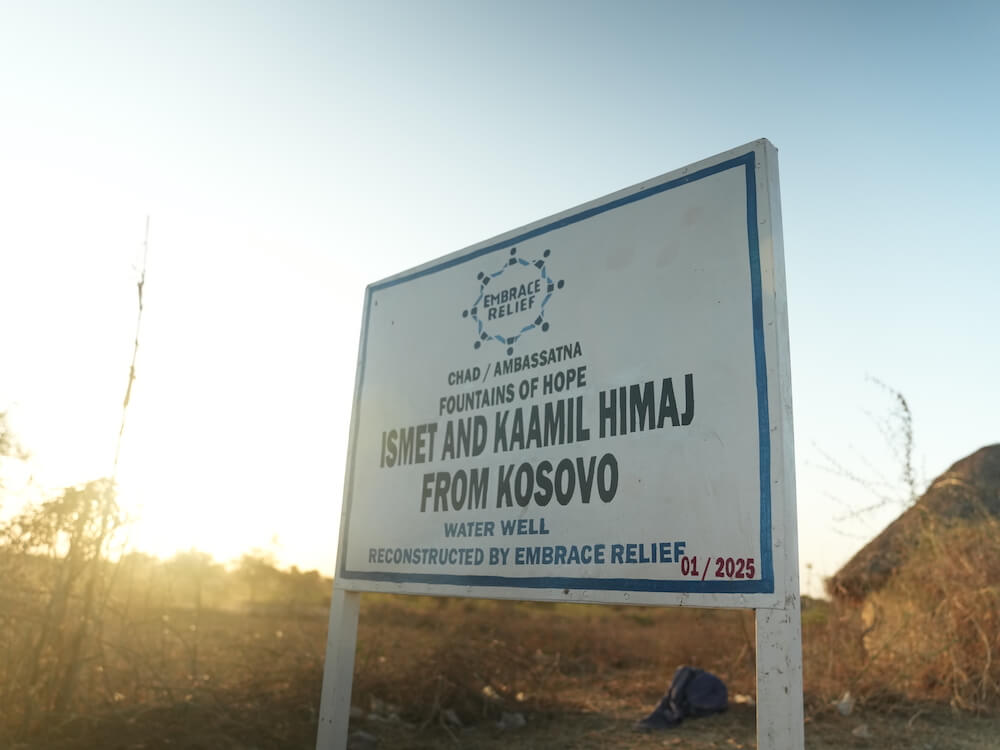 EMBRACE
RELIEF
CHAD / AMBASSATNA
FOUNTAINS OF HOPE
ISMET AND KAAMIL HIMAJ
FROM KOSOVO
WATER WELL
RECONSTRUCTED BY EMBRACE RELIEF
01 / 2025